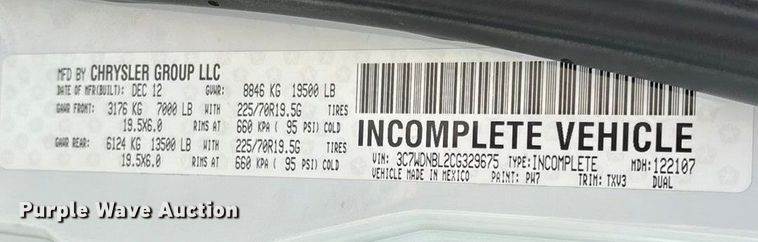 MFD BY CHRYSLER GROUP LLC
DATE OF MFR(BUILT): DEC 12 GVWR: 8846 KG 19500 LB
GAWR FRONT: 3176 KG 7000 LB WITH 225/70R19.5G TIRES
19.5X6.0 RIMS AT 660 KPA ( 95 PSI) COLD
GAWR REAR: 6124 KG 13500 LB WITH 225/70R19.5G TIRES
19.5X6.0 RIMS AT 660 KPA ( 95 PSI) COLD
INCOMPLETE VEHICLE
VIN: 3C7WDNBL2CG329675 TYPE:INCOMPLETE MDH:122107
VEHICLE MADE IN MEXICO PAINT: PW7 TRIM: TXV3 DUAL
Purple Wave Auction